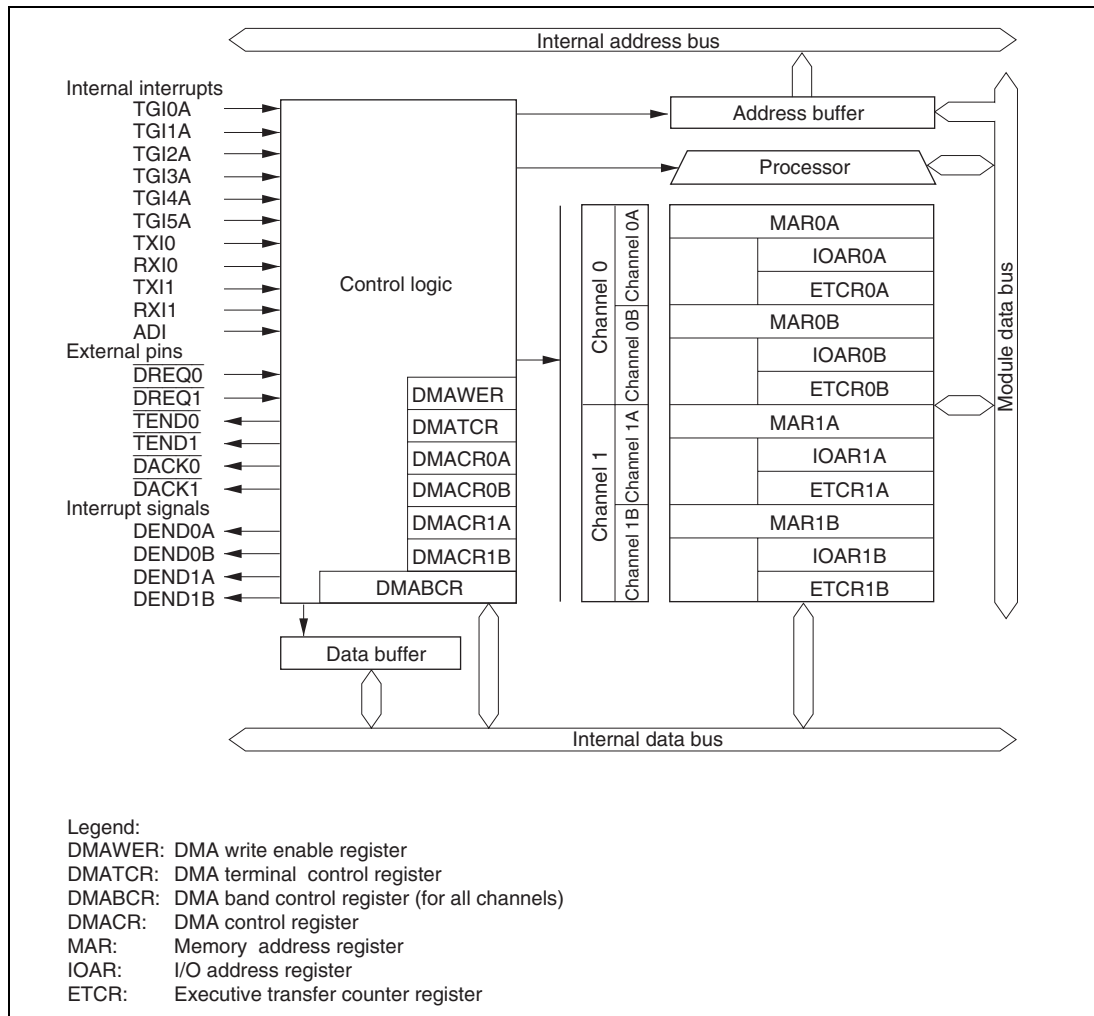 Internal address bus
Internal interrupts
TGI0A
TGI1A
TGI2A
TGI3A
TGI4A
TGI5A
TXI0
RXI0
TXI1
RXI1
ADI
External pins
DREQ0
DREQ1
TEND0
TEND1
DACK0
DACK1
Interrupt signals
DEND0A
DEND0B
DEND1A
DEND1B
Control logic
DMAWER
DMATCR
DMACR0A
DMACR0B
DMACR1A
DMACR1B
DMABCR
Data buffer
Address buffer
Processor
Channel 0
Channel 0A
Channel 0B
Channel 1
Channel 1A
Channel 1B
MAR0A
IOAR0A
ETCR0A
MAR0B
IOAR0B
ETCR0B
MAR1A
IOAR1A
ETCR1A
MAR1B
IOAR1B
ETCR1B
Module data bus
Internal data bus
Legend:
DMAWER: DMA write enable register
DMATCR: DMA terminal control register
DMABCR: DMA band control register (for all channels)
DMACR: DMA control register
MAR: Memory address register
IOAR: I/O address register
ETCR: Executive transfer counter register